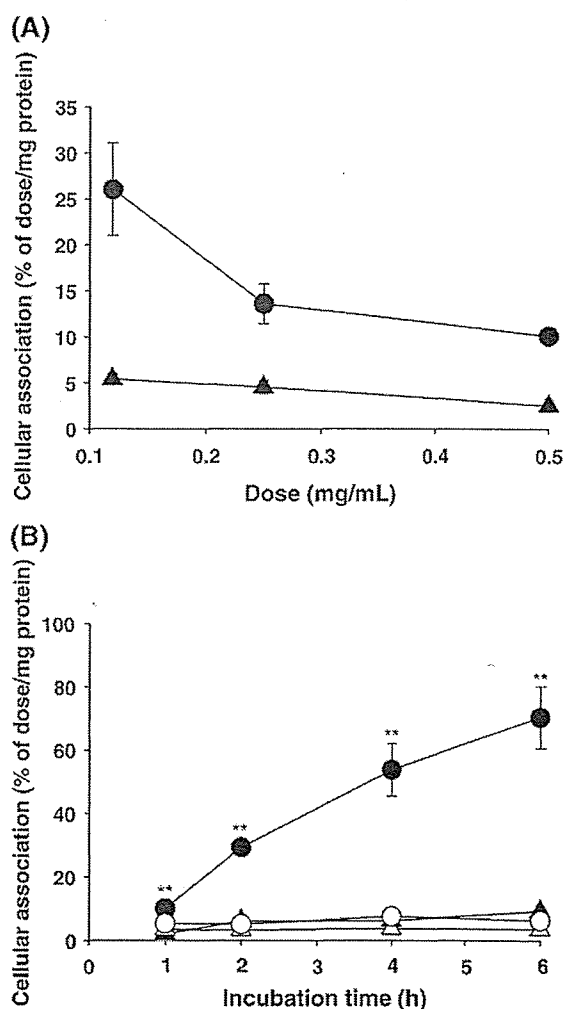 (A)
Cellular association (% of dose/mg protein)
35
30
25
20
15
10
5
0
0.1 0.2 0.3 0.4 0.5
Dose (mg/mL)
(B)
Cellular association (% of dose/mg protein)
100
80
60
40
20
0
** ** ** **
0 1 2 3 4 5 6
Incubation time (h)